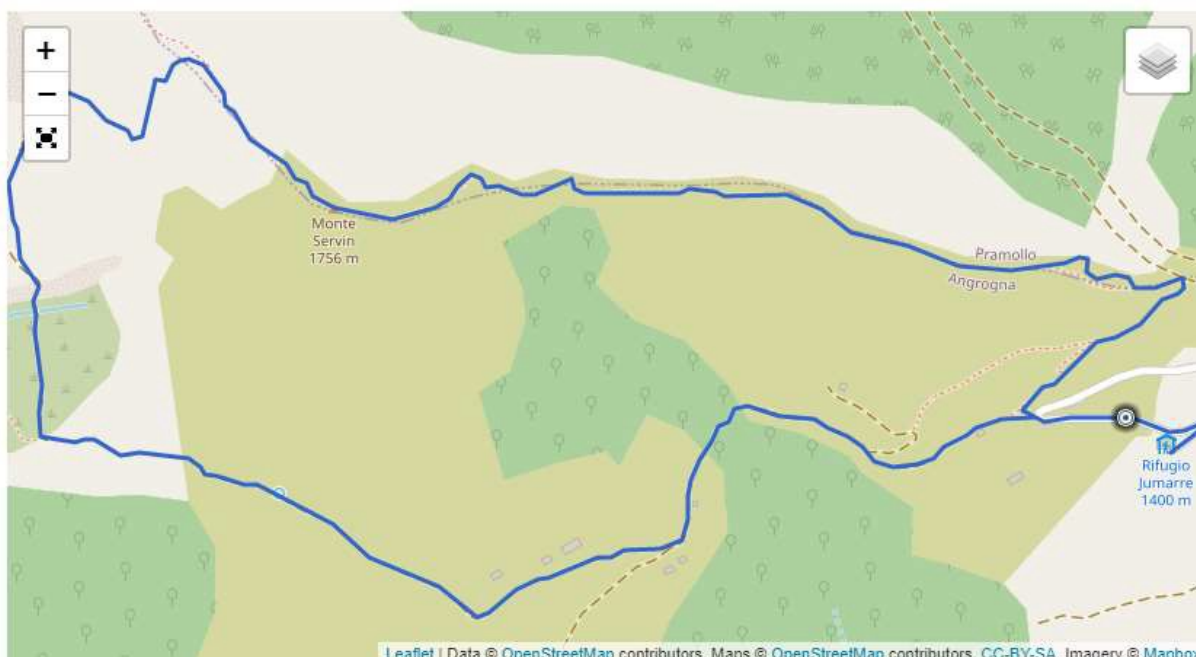 +
−
Monte
Servin
1756 m
Pramollo
Angrogna
Rifugio
Jumarre
1400 m
Leaflet | Data © OpenStreetMap contributors, Maps © OpenStreetMap contributors, CC-BY-SA, Imagery © Mapbox